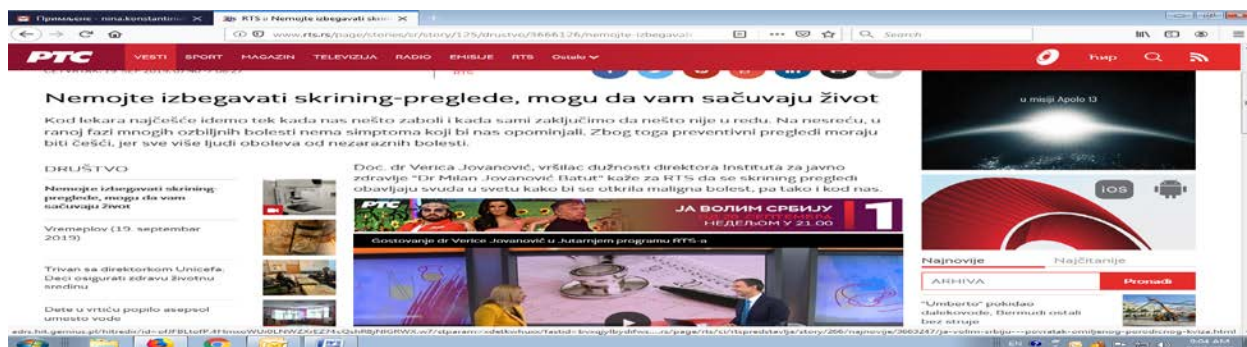 RTS :: Nemojte izbegavati skri
www.rts.rs/page/stories/sr/story/125/drustvo/3666126/nemojte-izbegavati
Search
РТС
VESTI SPORT MAGAZIN TELEVIZIJA RADIO EMISIJE RTS Ostalo
Ћир
RTS
Nemojte izbegavati skrining-preglede, mogu da vam sačuvaju život
Kod lekara najčešće idemo tek kada nas nešto zaboli i kada sami zaključimo da nešto nije u redu. Na nesreću, u
ranoj fazi mnogih ozbiljnih bolesti nema simptoma koji bi nas opominjali. Zbog toga preventivni pregledi moraju
biti češći, jer sve više ljudi oboleva od nezaraznih bolesti.
DRUŠTVO
Nemojte izbegavati skrining-
preglede, mogu da vam
sačuvaju život
Vremeplov (19. septembar
2019)
Trivan sa direktorkom Unicefa:
Deci osigurati zdravu životnu
sredinu
Dete u vrtiću popilo asepsol
umesto vode
Doc. dr Verica Jovanović, vršilac dužnosti direktora Instituta za javno
zdravlje "Dr Milan Jovanović Batut" kaže za RTS da se skrining pregledi
obavljaju svuda u svetu kako bi se otkrila maligna bolest, pa tako i kod nas.
РТС
ЈА ВОЛИМ СРБИЈУ
ОД 29. СЕПТЕМБРА
НЕДЕЉОМ У 21.00
1
Gostovanje dr Verice Jovanović u Jutarnjem programu RTS-a
u misiji Apolo 13
iOS
Najnovije Najčitanije
ARHIVA
Pronađi
"Umberto" pokidao
dalekovode, Bermudi ostali
bez struje
EN
9:04 AM